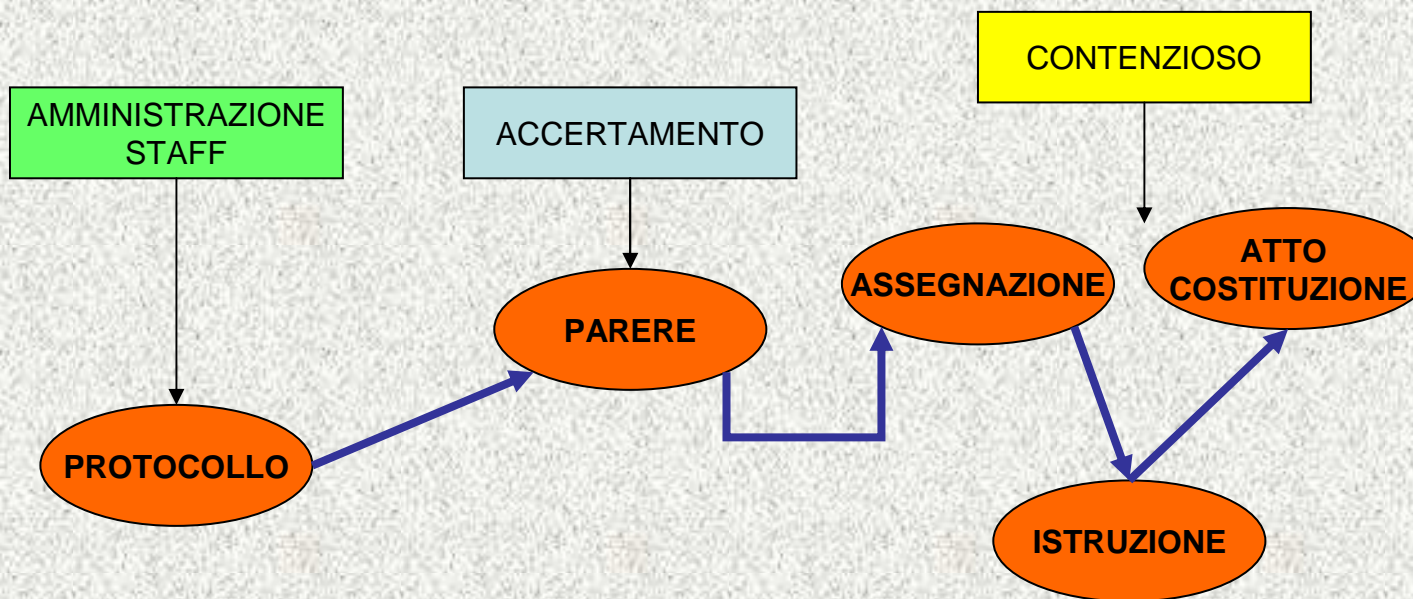 CONTENZIOSO
AMMINISTRAZIONE
STAFF
ACCERTAMENTO
ATTO
COSTITUZIONE
ASSEGNAZIONE
PARERE
PROTOCOLLO
ISTRUZIONE